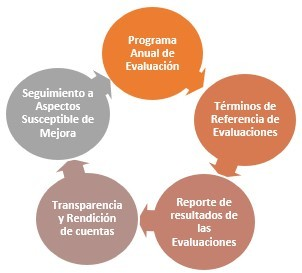 Programa
Anual de
Evaluación
Términos de
Referencia de
Evaluaciones
Reporte de
resultados de
las
Evaluaciones
Transparencia
y Rendición
de cuentas
Seguimiento a
Aspectos
Susceptible de
Mejora